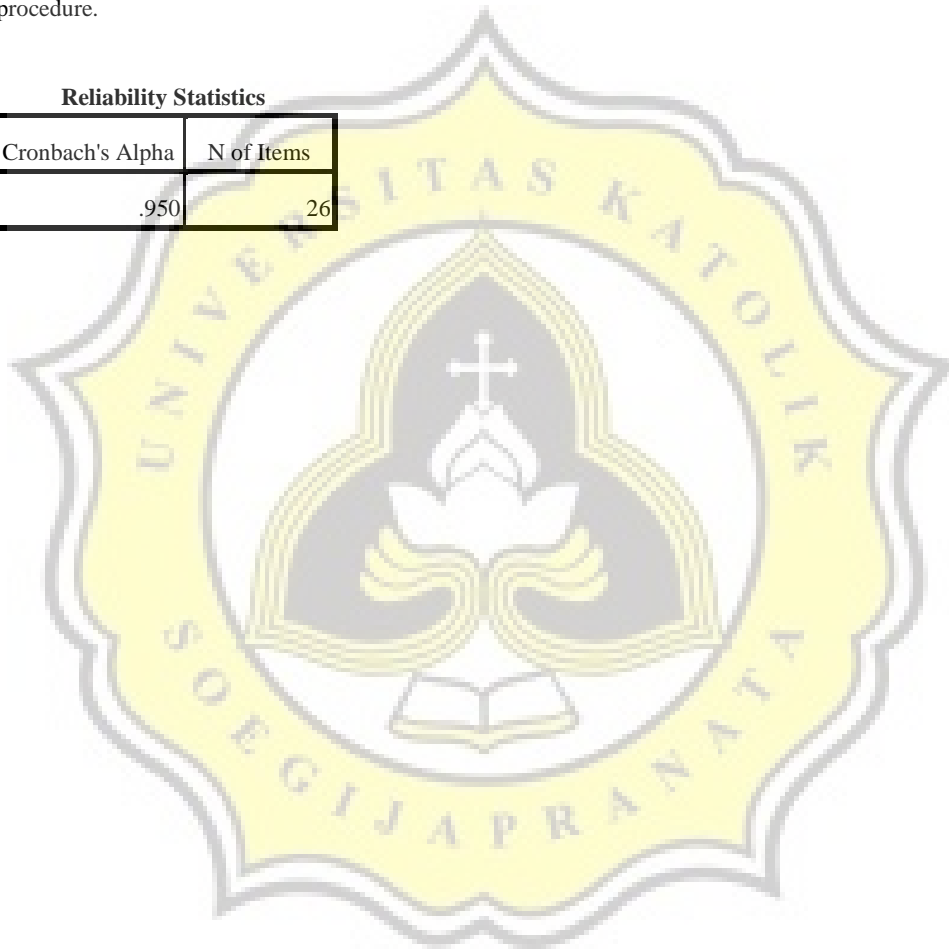 procedure.
Reliability Statistics
Cronbach's Alpha N of Items
.950 26
UNIVERSITAS KATOLIK
SOEGIJAPRANATA